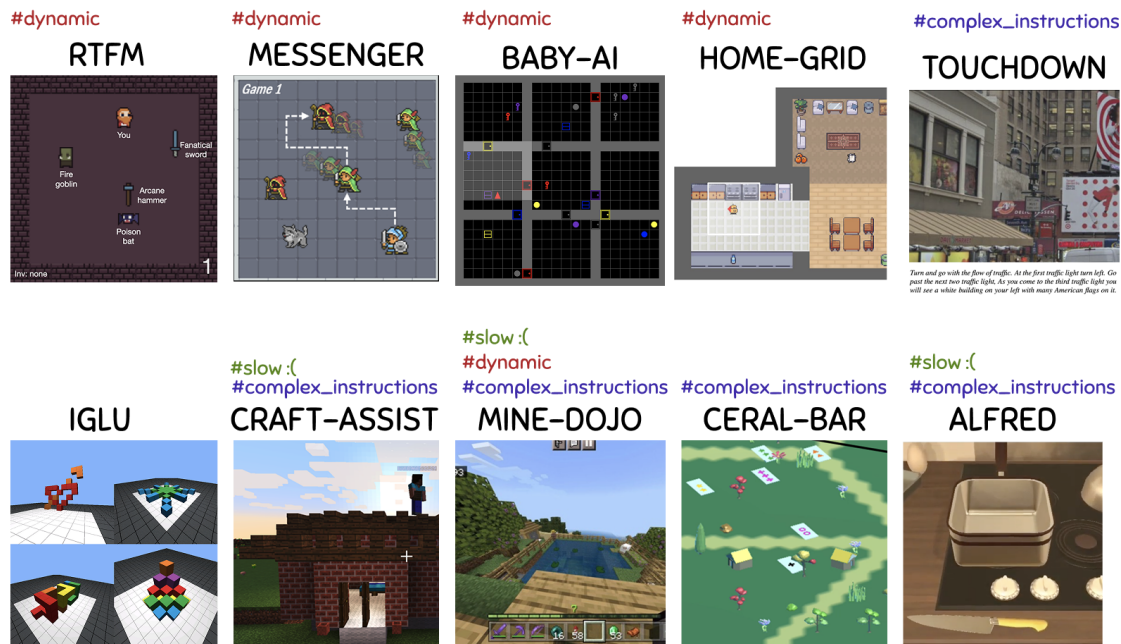 #dynamic
RTFM
You
Fanatical
sword
Fire
goblin
Arcane
hammer
Poison
bat
Inv: none
1
#dynamic
MESSENGER
Game 1
#dynamic
BABY-AI
#dynamic
HOME-GRID
#complex_instructions
TOUCHDOWN
Turn and go with the flow of traffic. At the first traffic light turn left. Go
past the next two traffic light, As you come to the third traffic light you
will see a white building on your left with many American flags on it.
IGLU
#slow :(
#complex_instructions
CRAFT-ASSIST
#slow :(
#dynamic
#complex_instructions
MINE-DOJO
16 58 53
#complex_instructions
CERAL-BAR
#slow :(
#complex_instructions
ALFRED